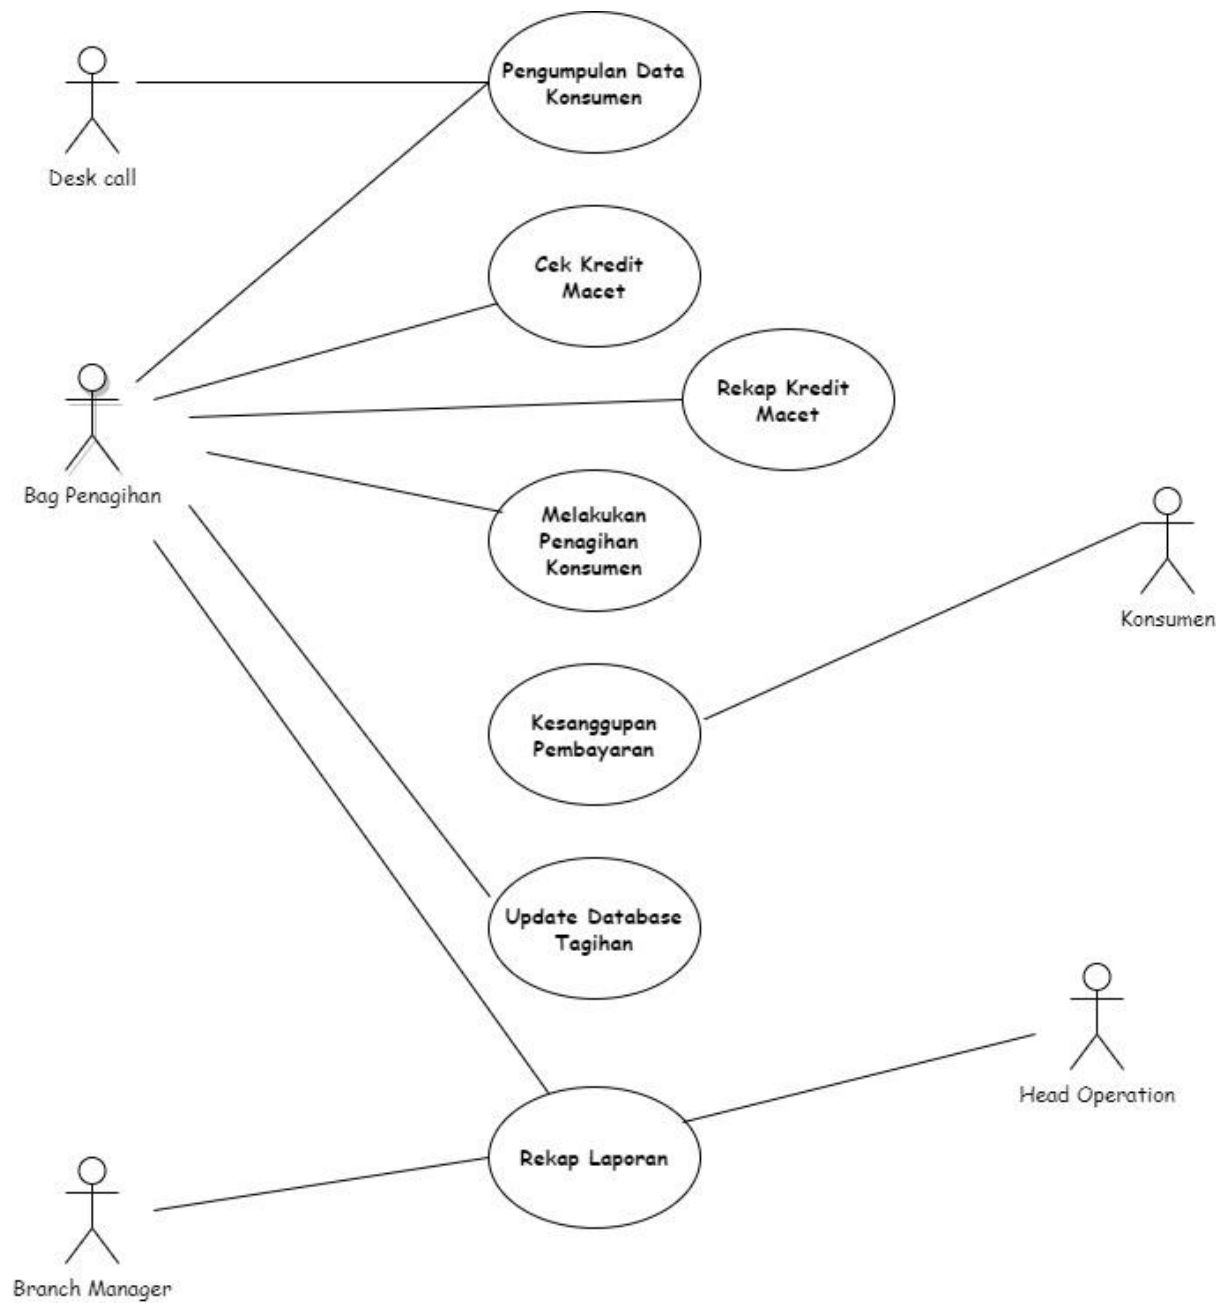 Pengumpulan Data
Konsumen
Desk call
Cek Kredit
Macet
Rekap Kredit
Macet
Bag Penagihan
Melakukan
Penagihan
Konsumen
Konsumen
Kesanggupan
Pembayaran
Update Database
Tagihan
Head Operation
Rekap Laporan
Branch Manager